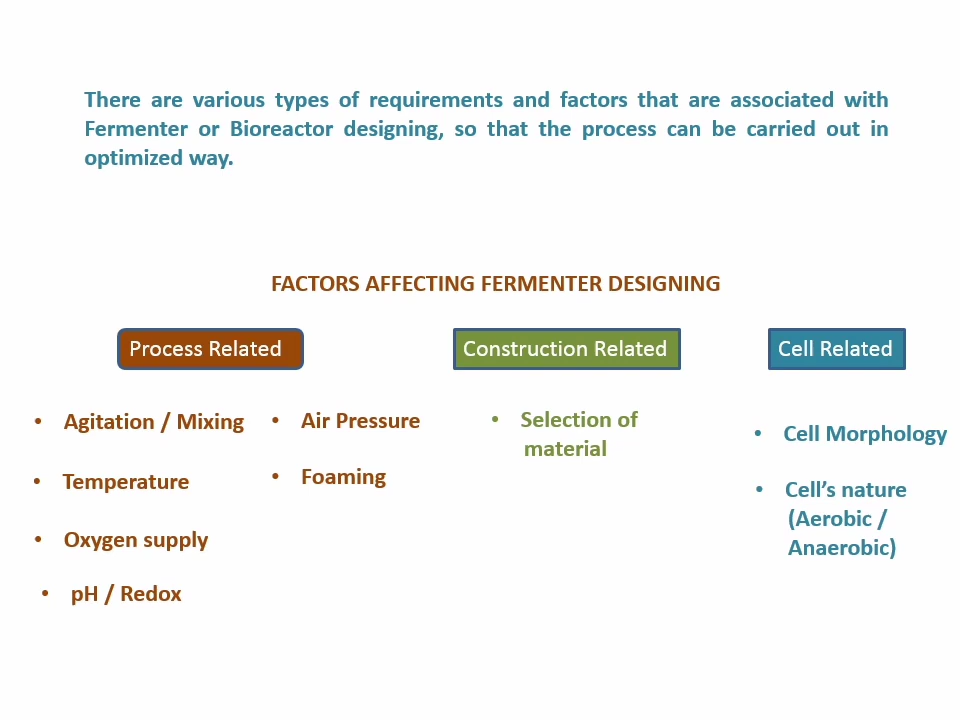 There are various types of requirements and factors that are associated with
Fermenter or Bioreactor designing, so that the process can be carried out in
optimized way.
FACTORS AFFECTING FERMENTER DESIGNING
Process Related
Construction Related
Cell Related
• Agitation / Mixing
• Temperature
• Oxygen supply
• pH / Redox
• Air Pressure
• Foaming
• Selection of
material
• Cell Morphology
• Cell’s nature
(Aerobic /
Anaerobic)